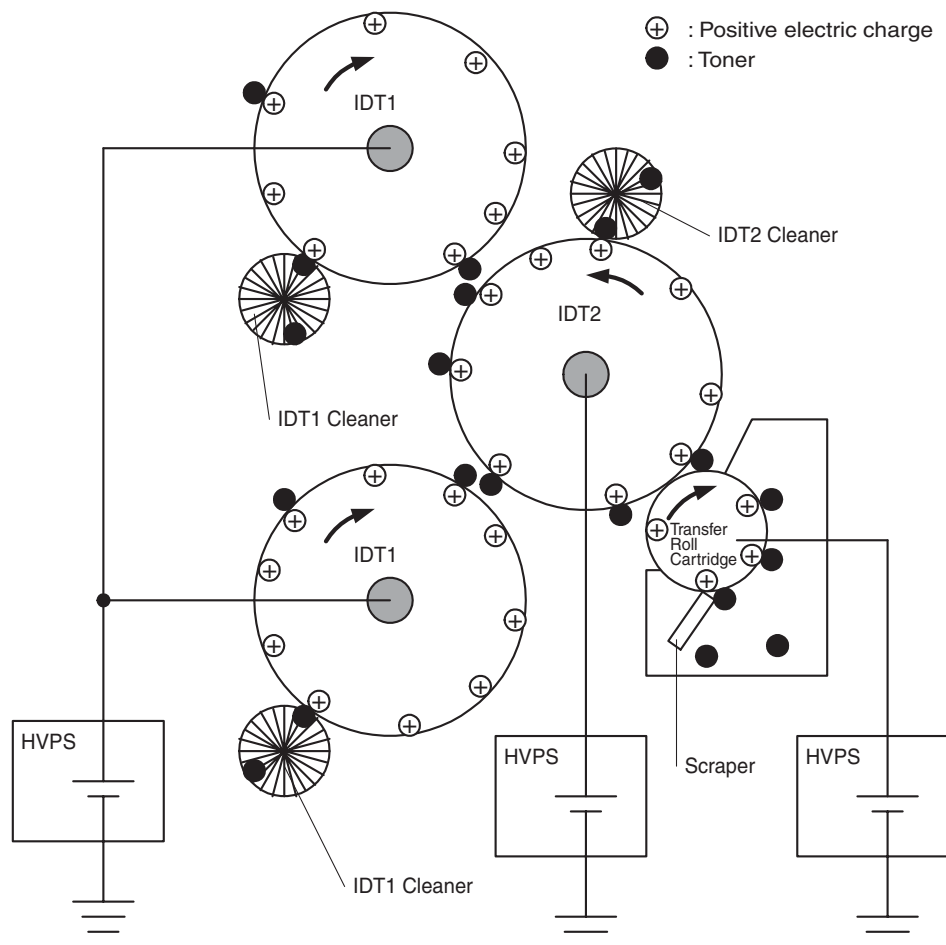 : Positive electric charge
: Toner
IDT1
IDT2 Cleaner
IDT2
IDT1 Cleaner
IDT1
Transfer
Roll
Cartridge
HVPS
HVPS
Scraper
HVPS
IDT1 Cleaner